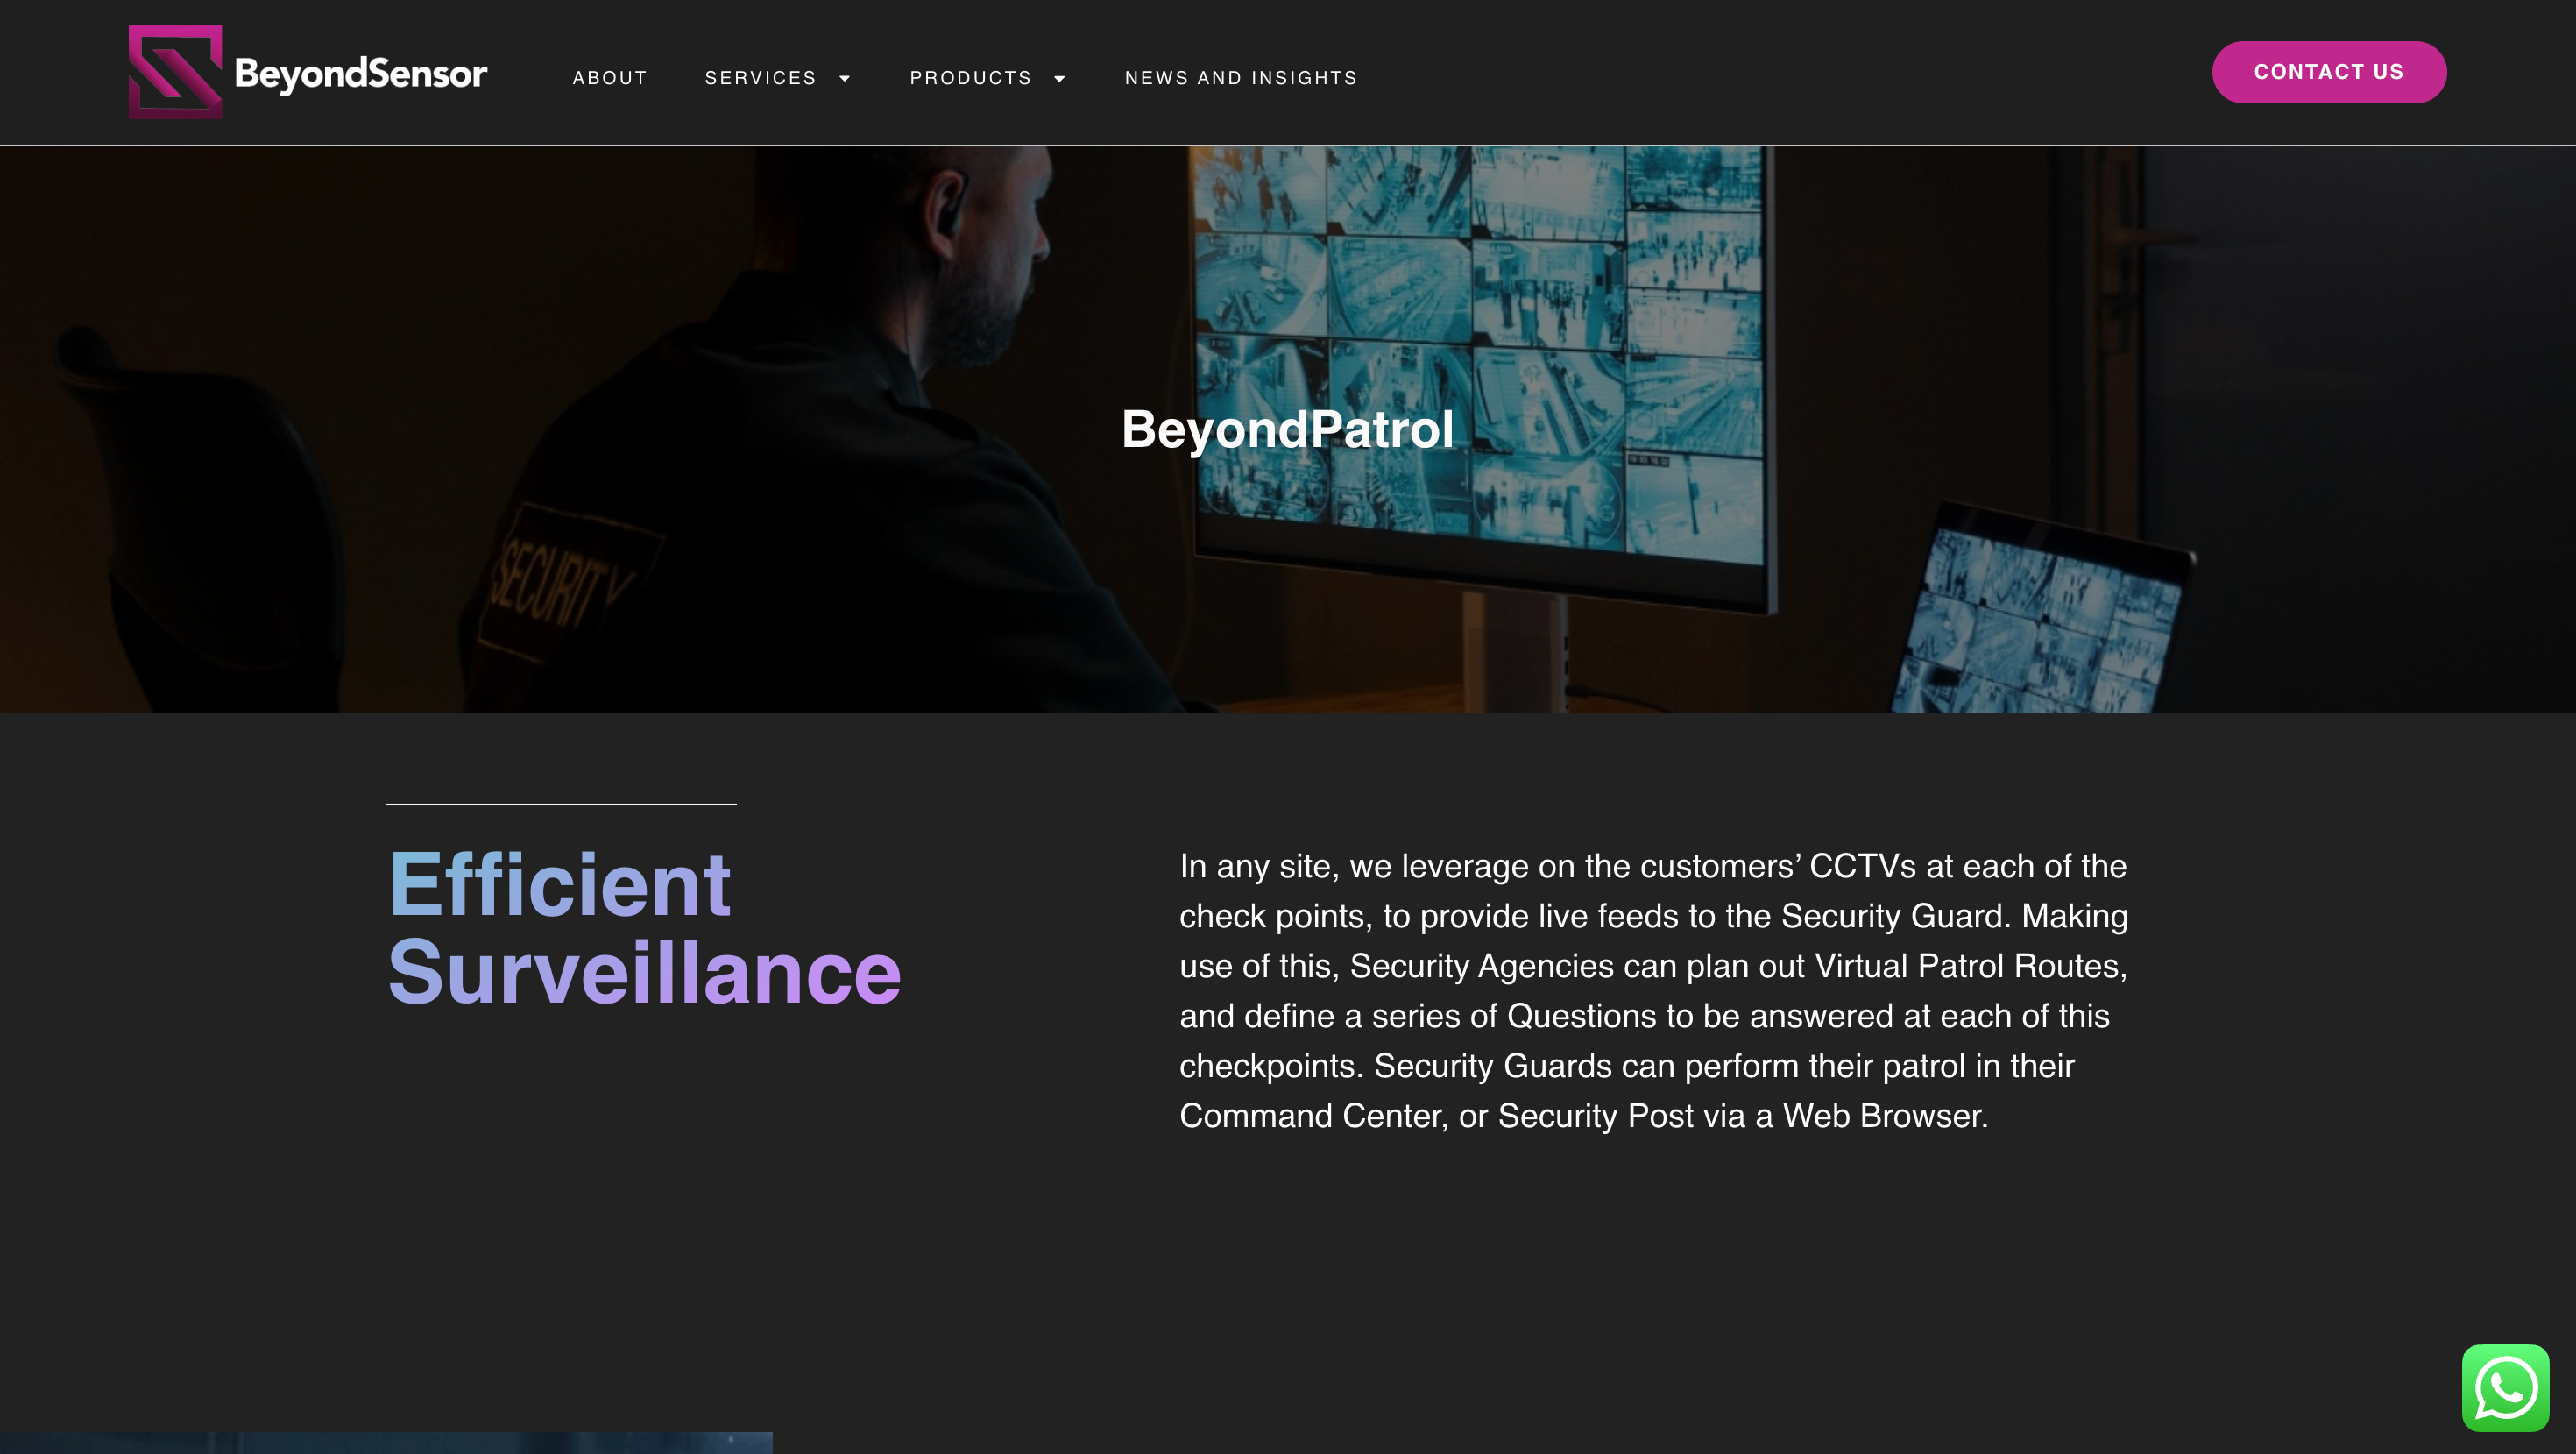 BeyondSensor
ABOUT
SERVICES
PRODUCTS
NEWS AND INSIGHTS
CONTACT US
BeyondPatrol
SECURITY
Efficient
Surveillance
In any site, we leverage on the customers’ CCTVs at each of the
check points, to provide live feeds to the Security Guard. Making
use of this, Security Agencies can plan out Virtual Patrol Routes,
and define a series of Questions to be answered at each of this
checkpoints. Security Guards can perform their patrol in their
Command Center, or Security Post via a Web Browser.